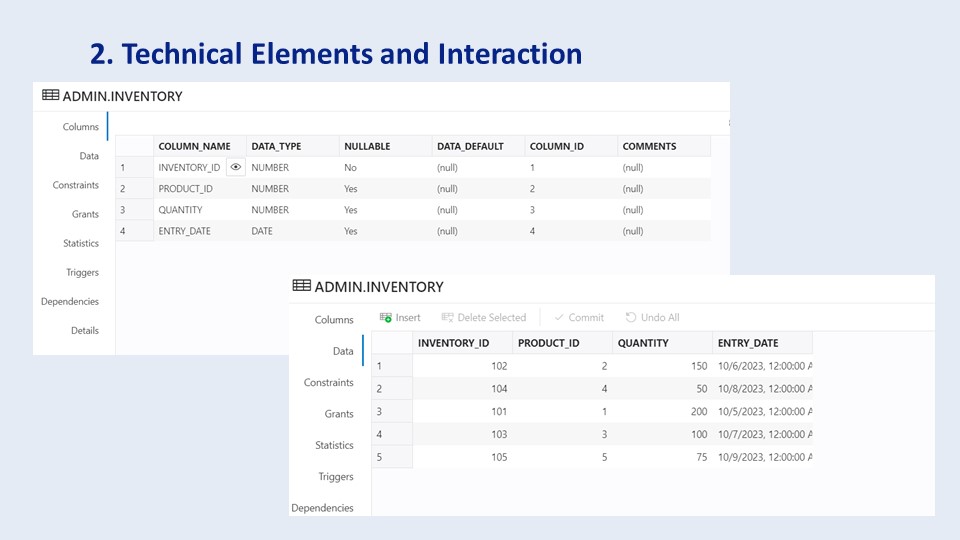 2. Technical Elements and Interaction
ADMIN.INVENTORY
Columns
Data
Constraints
Grants
Statistics
Triggers
Dependencies
Details
COLUMN_NAME DATA_TYPE NULLABLE DATA_DEFAULT COLUMN_ID COMMENTS
1 INVENTORY_ID NUMBER No (null) 1 (null)
2 PRODUCT_ID NUMBER Yes (null) 2 (null)
3 QUANTITY NUMBER Yes (null) 3 (null)
4 ENTRY_DATE DATE Yes (null) 4 (null)
ADMIN.INVENTORY
Columns
Data
Constraints
Grants
Statistics
Triggers
Dependencies
Insert Delete Selected Commit Undo All
INVENTORY_ID PRODUCT_ID QUANTITY ENTRY_DATE
1 102 2 150 10/6/2023, 12:00:00 A
2 104 4 50 10/8/2023, 12:00:00 A
3 101 1 200 10/5/2023, 12:00:00 A
4 103 3 100 10/7/2023, 12:00:00 A
5 105 5 75 10/9/2023, 12:00:00 A